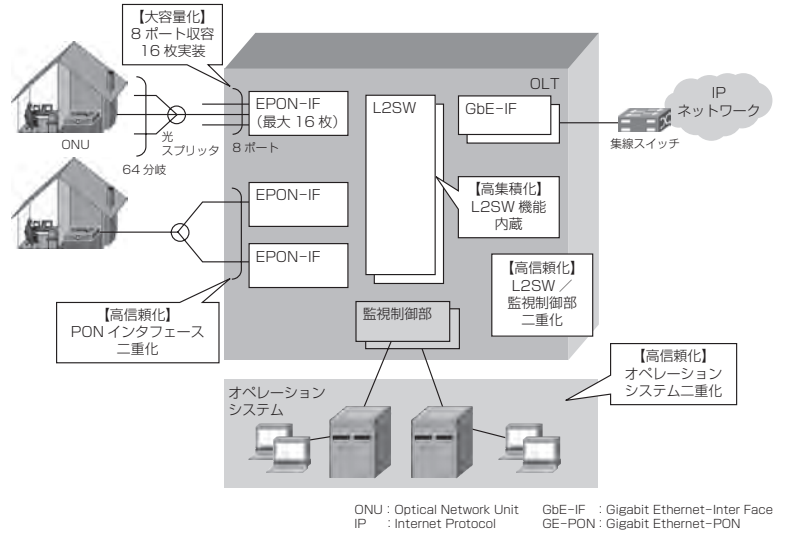 【大容量化】
8 ポート収容
16 枚実装
OLT
EPON-IF
（最大 16 枚）
L2SW
GbE-IF
IP
ネットワーク
集線スイッチ
ONU
光
スプリッタ
8 ポート
64 分岐
EPON-IF
【高集積化】
L2SW 機能
内蔵
EPON-IF
【高信頼化】
L2SW ／
監視制御部
二重化
【高信頼化】
PON インタフェース
二重化
監視制御部
【高信頼化】
オペレーション
システム二重化
オペレーション
システム
ONU : Optical Network Unit
GbE-IF : Gigabit Ethernet-Inter Face
IP : Internet Protocol
GE-PON : Gigabit Ethernet-PON